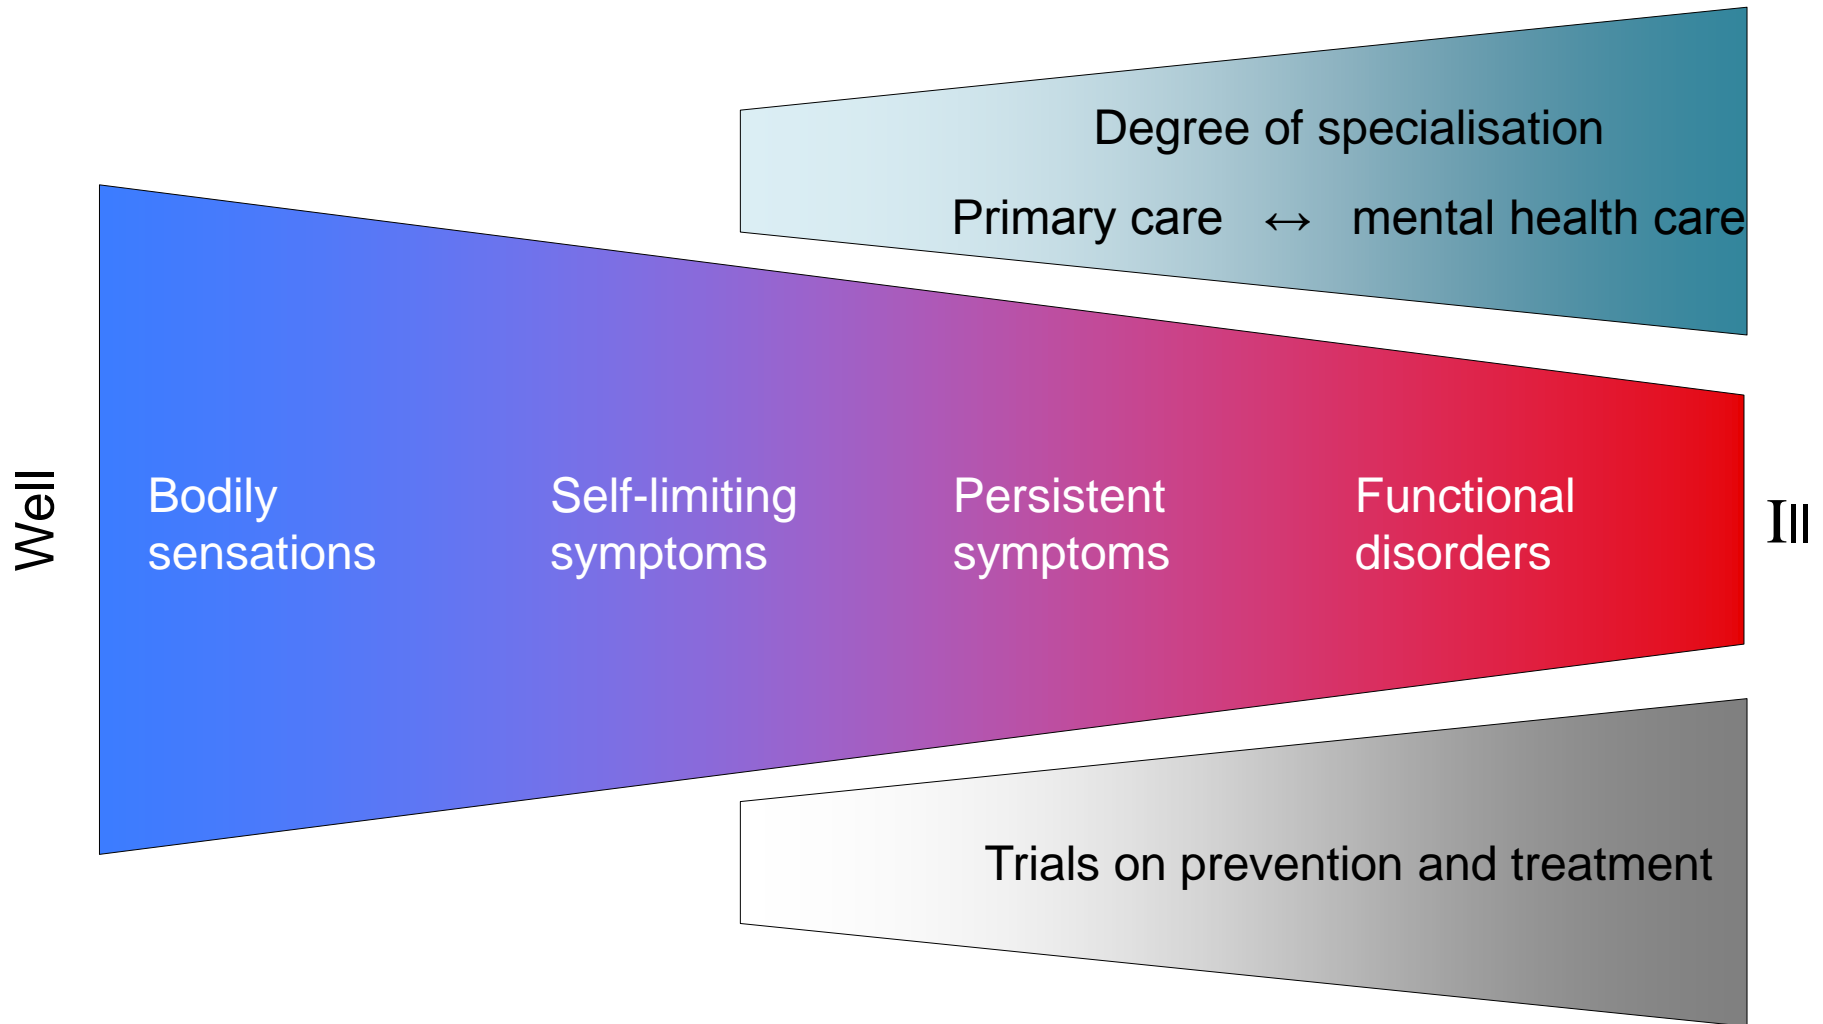 Degree of specialisation
Primary care ↔ mental health care
Well
Bodily
sensations
Self-limiting
symptoms
Persistent
symptoms
Functional
disorders
Ill
Trials on prevention and treatment